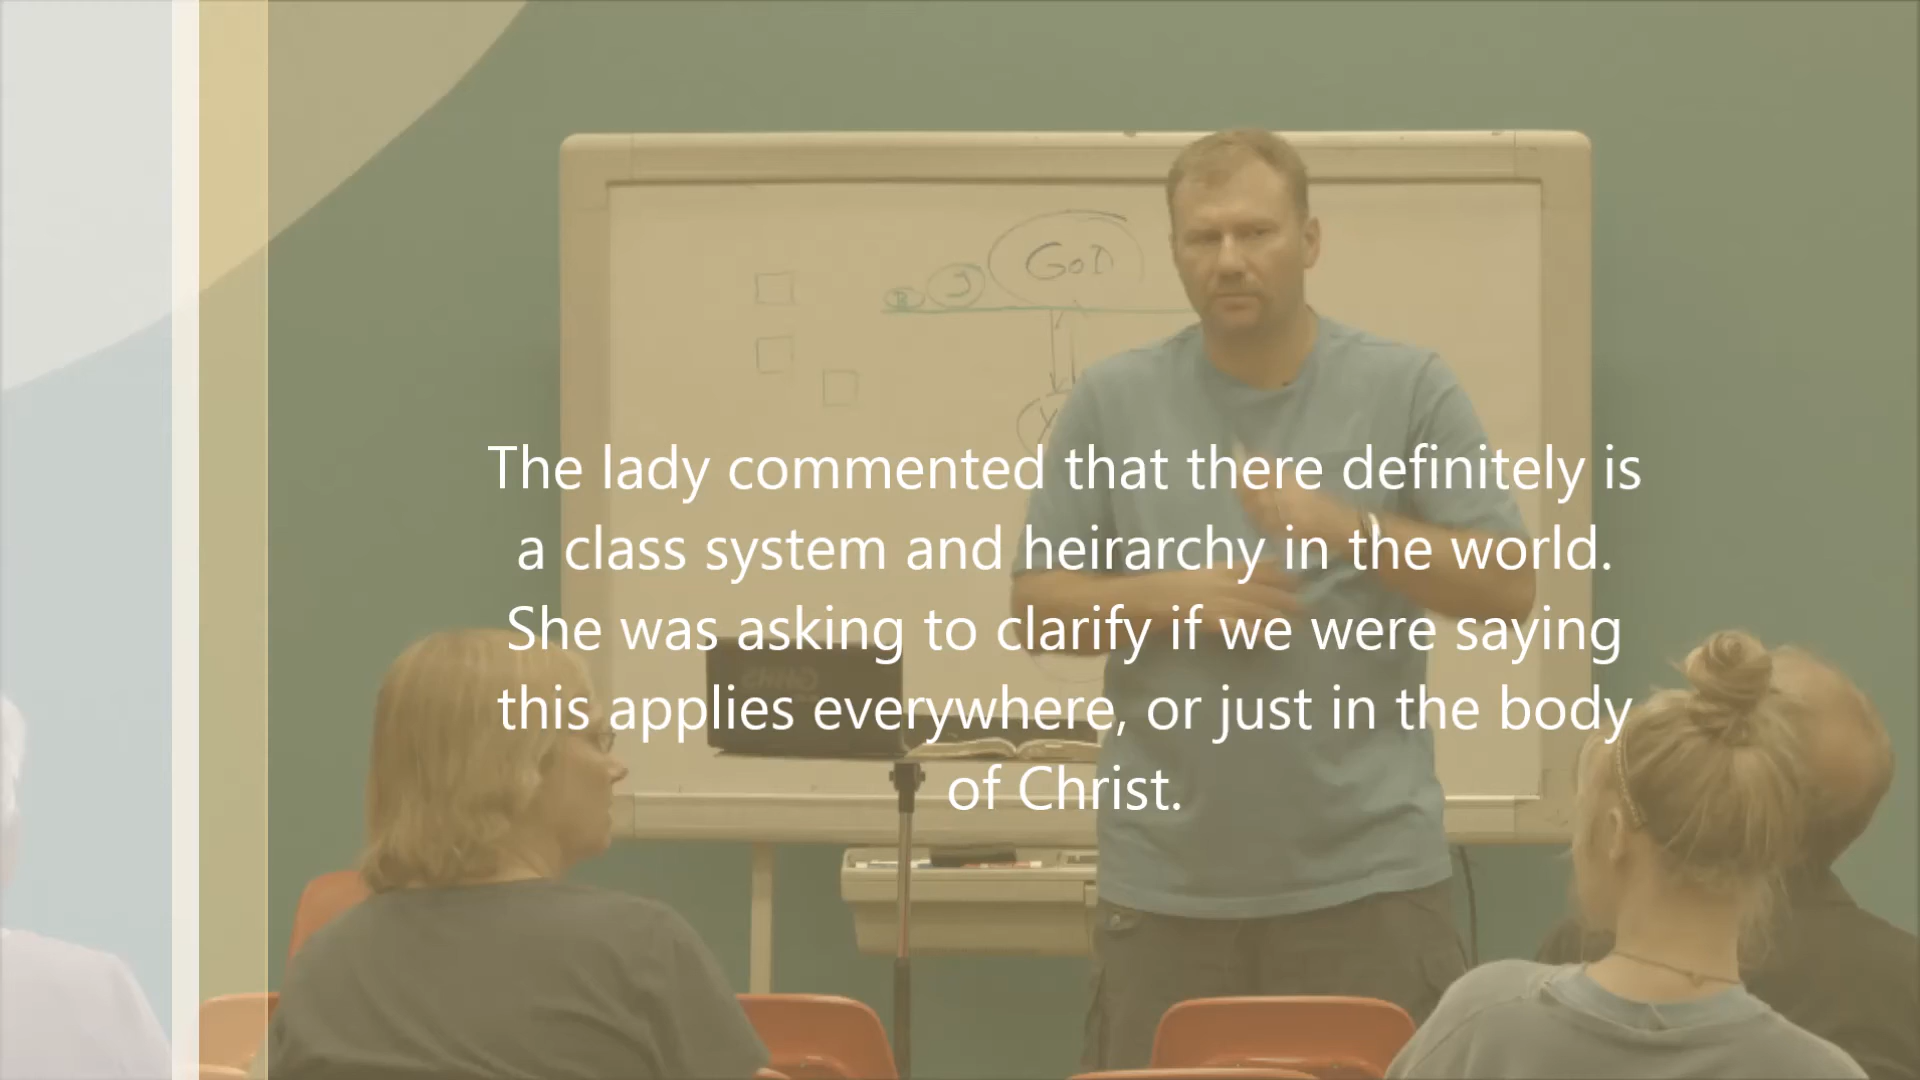 GOD
J
The lady commented that there definitely is
a class system and heirarchy in the world.
She was asking to clarify if we were saying
this applies everywhere, or just in the body
of Christ.